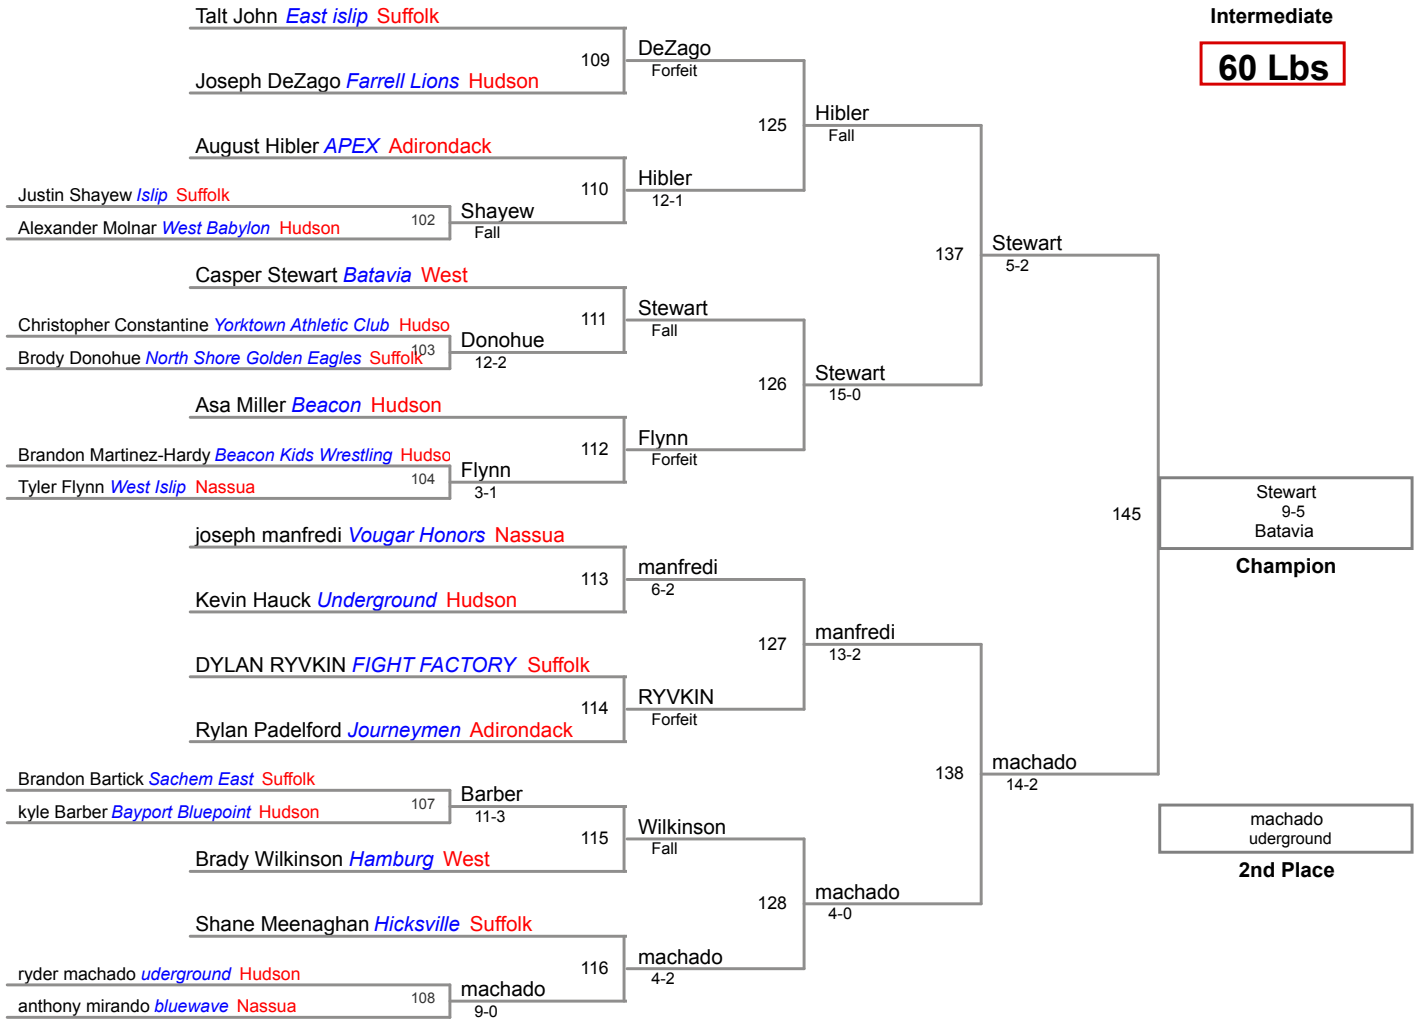 Talt John East islip Suffolk
Intermediate
109
DeZago
Forfeit
60 Lbs
Joseph DeZago Farrell Lions Hudson
125
Hibler
Fall
August Hibler APEX Adirondack
110
Hibler
12-1
Justin Shayew Islip Suffolk
102
Shayew
Fall
Alexander Molnar West Babylon Hudson
137
Stewart
5-2
Casper Stewart Batavia West
111
Stewart
Fall
Christopher Constantine Yorktown Athletic Club Hudso
103
Donohue
12-2
Brody Donohue North Shore Golden Eagles Suffolk
126
Stewart
15-0
Asa Miller Beacon Hudson
112
Flynn
Forfeit
Brandon Martinez-Hardy Beacon Kids Wrestling Hudso
104
Flynn
3-1
Tyler Flynn West Islip Nassua
145
Stewart
9-5
Batavia
Champion
joseph manfredi Vougar Honors Nassua
113
manfredi
6-2
Kevin Hauck Underground Hudson
127
manfredi
13-2
DYLAN RYVKIN FIGHT FACTORY Suffolk
114
RYVKIN
Forfeit
Rylan Padelford Journeymen Adirondack
138
machado
14-2
Brandon Bartick Sachem East Suffolk
107
Barber
11-3
kyle Barber Bayport Bluepoint Hudson
115
Wilkinson
Fall
machado
uderground
2nd Place
Brady Wilkinson Hamburg West
128
machado
4-0
Shane Meenaghan Hicksville Suffolk
116
machado
4-2
ryder machado uderground Hudson
108
machado
9-0
anthony mirando bluewave Nassua